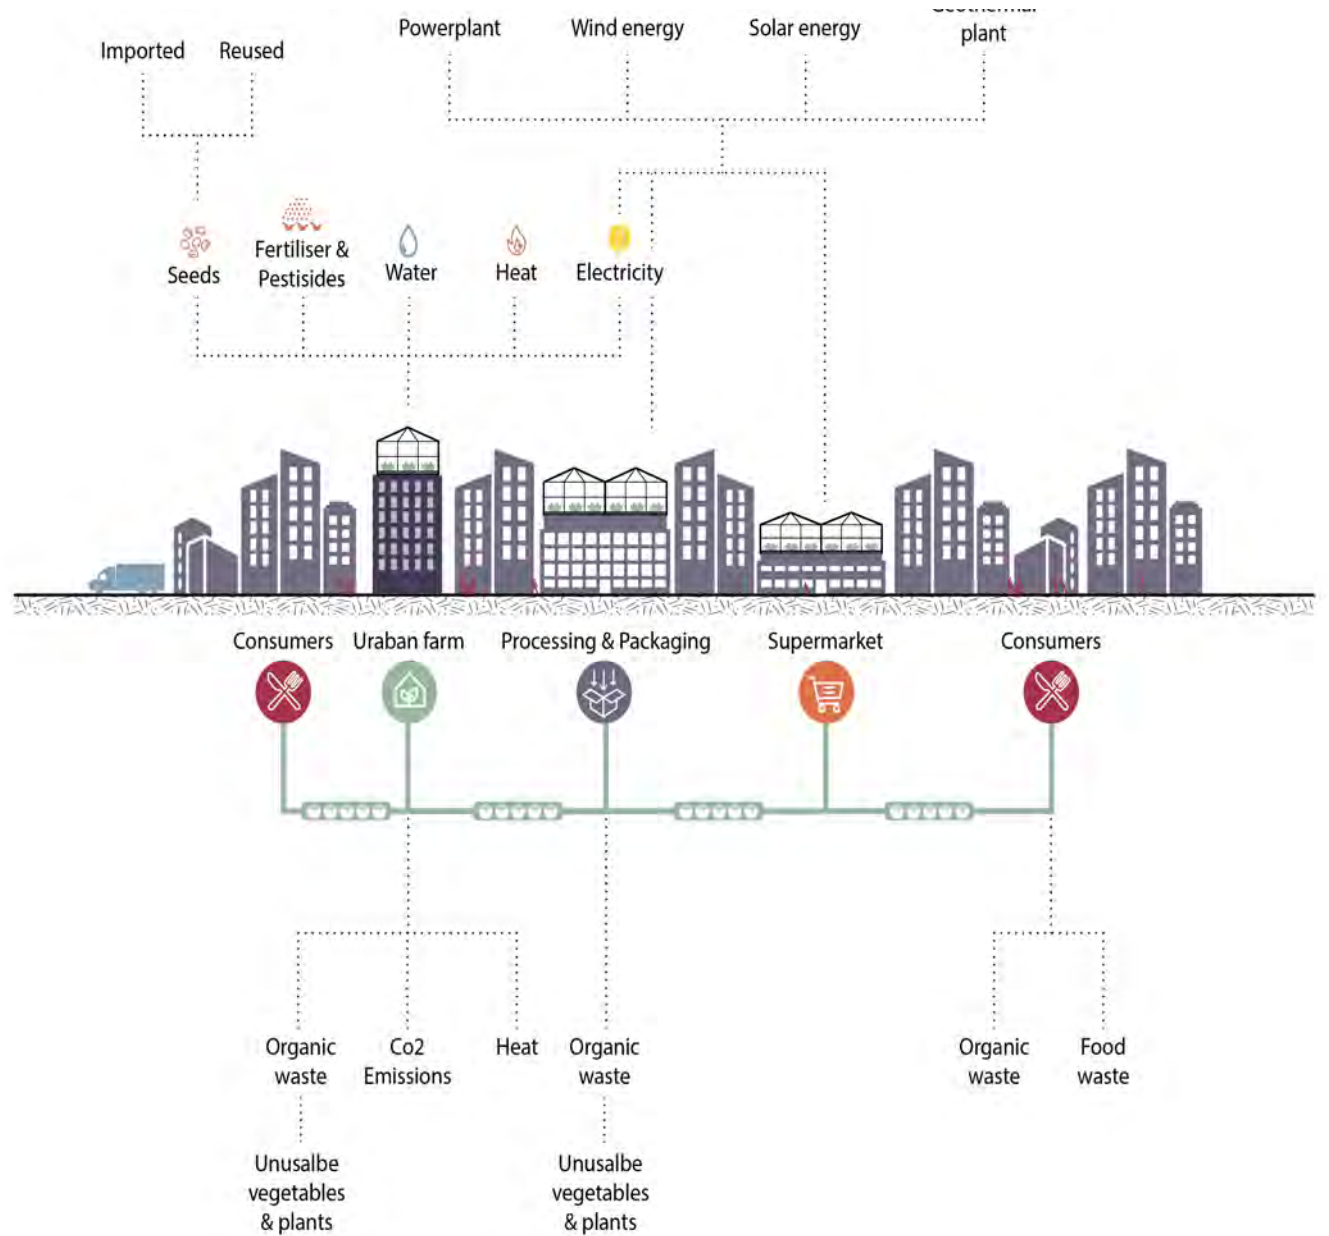 Geothermal
plant
Powerplant
Wind energy
Solar energy
Imported
Reused
Seeds
Fertiliser &
Pestisides
Water
Heat
Electricity
Consumers
Uraban farm
Processing & Packaging
Supermarket
Consumers
Organic
waste
Co2
Emissions
Heat
Organic
waste
Organic
waste
Food
waste
Unusalbe
vegetables
& plants
Unusalbe
vegetables
& plants